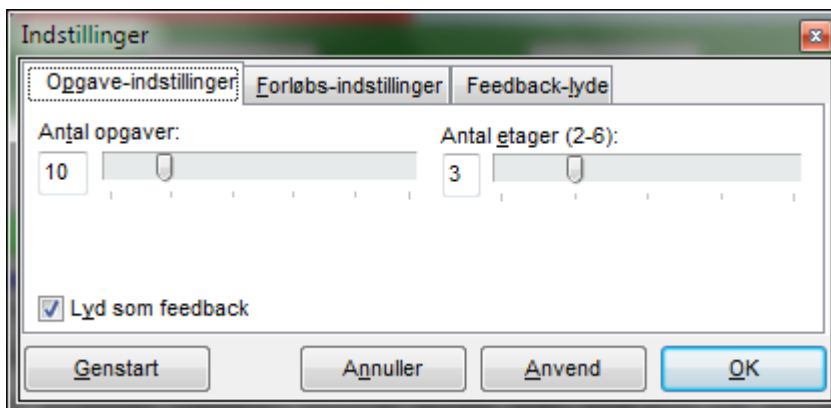 Indstillinger
Opgave-indstillinger Forløbs-indstillinger Feedback-lyde
Antal opgaver: Antal etager (2-6):
10 3
Lyd som feedback
Genstart Annuller Anvend OK